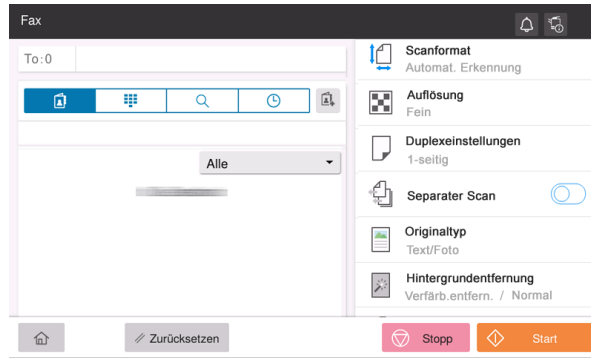 Fax
To:0
Alle
Scanformat
Automat. Erkennung
Auflösung
Fein
Duplexeinstellungen
1-seitig
Separater Scan
Originaltyp
Text/Foto
Hintergrundentfernung
Verfärb.entfern. / Normal
Zurücksetzen
Stopp
Start